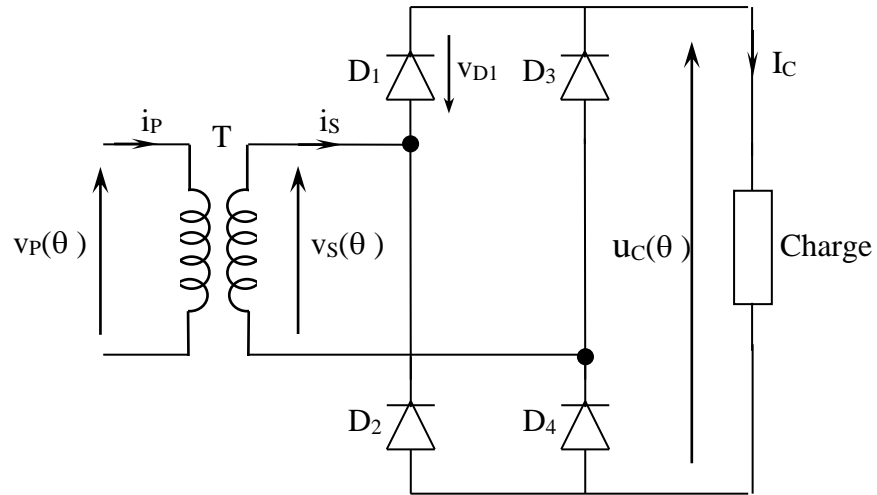 D1
vD1
D3
IC
iP
T
iS
vP(θ )
vS(θ )
uC(θ )
Charge
D2
D4